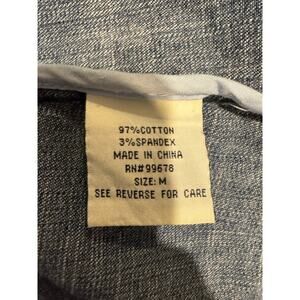 97%COTTON
3%SPANDEX
MADE IN CHINA
RN#99678
SIZE: M
SEE REVERSE FOR CARE